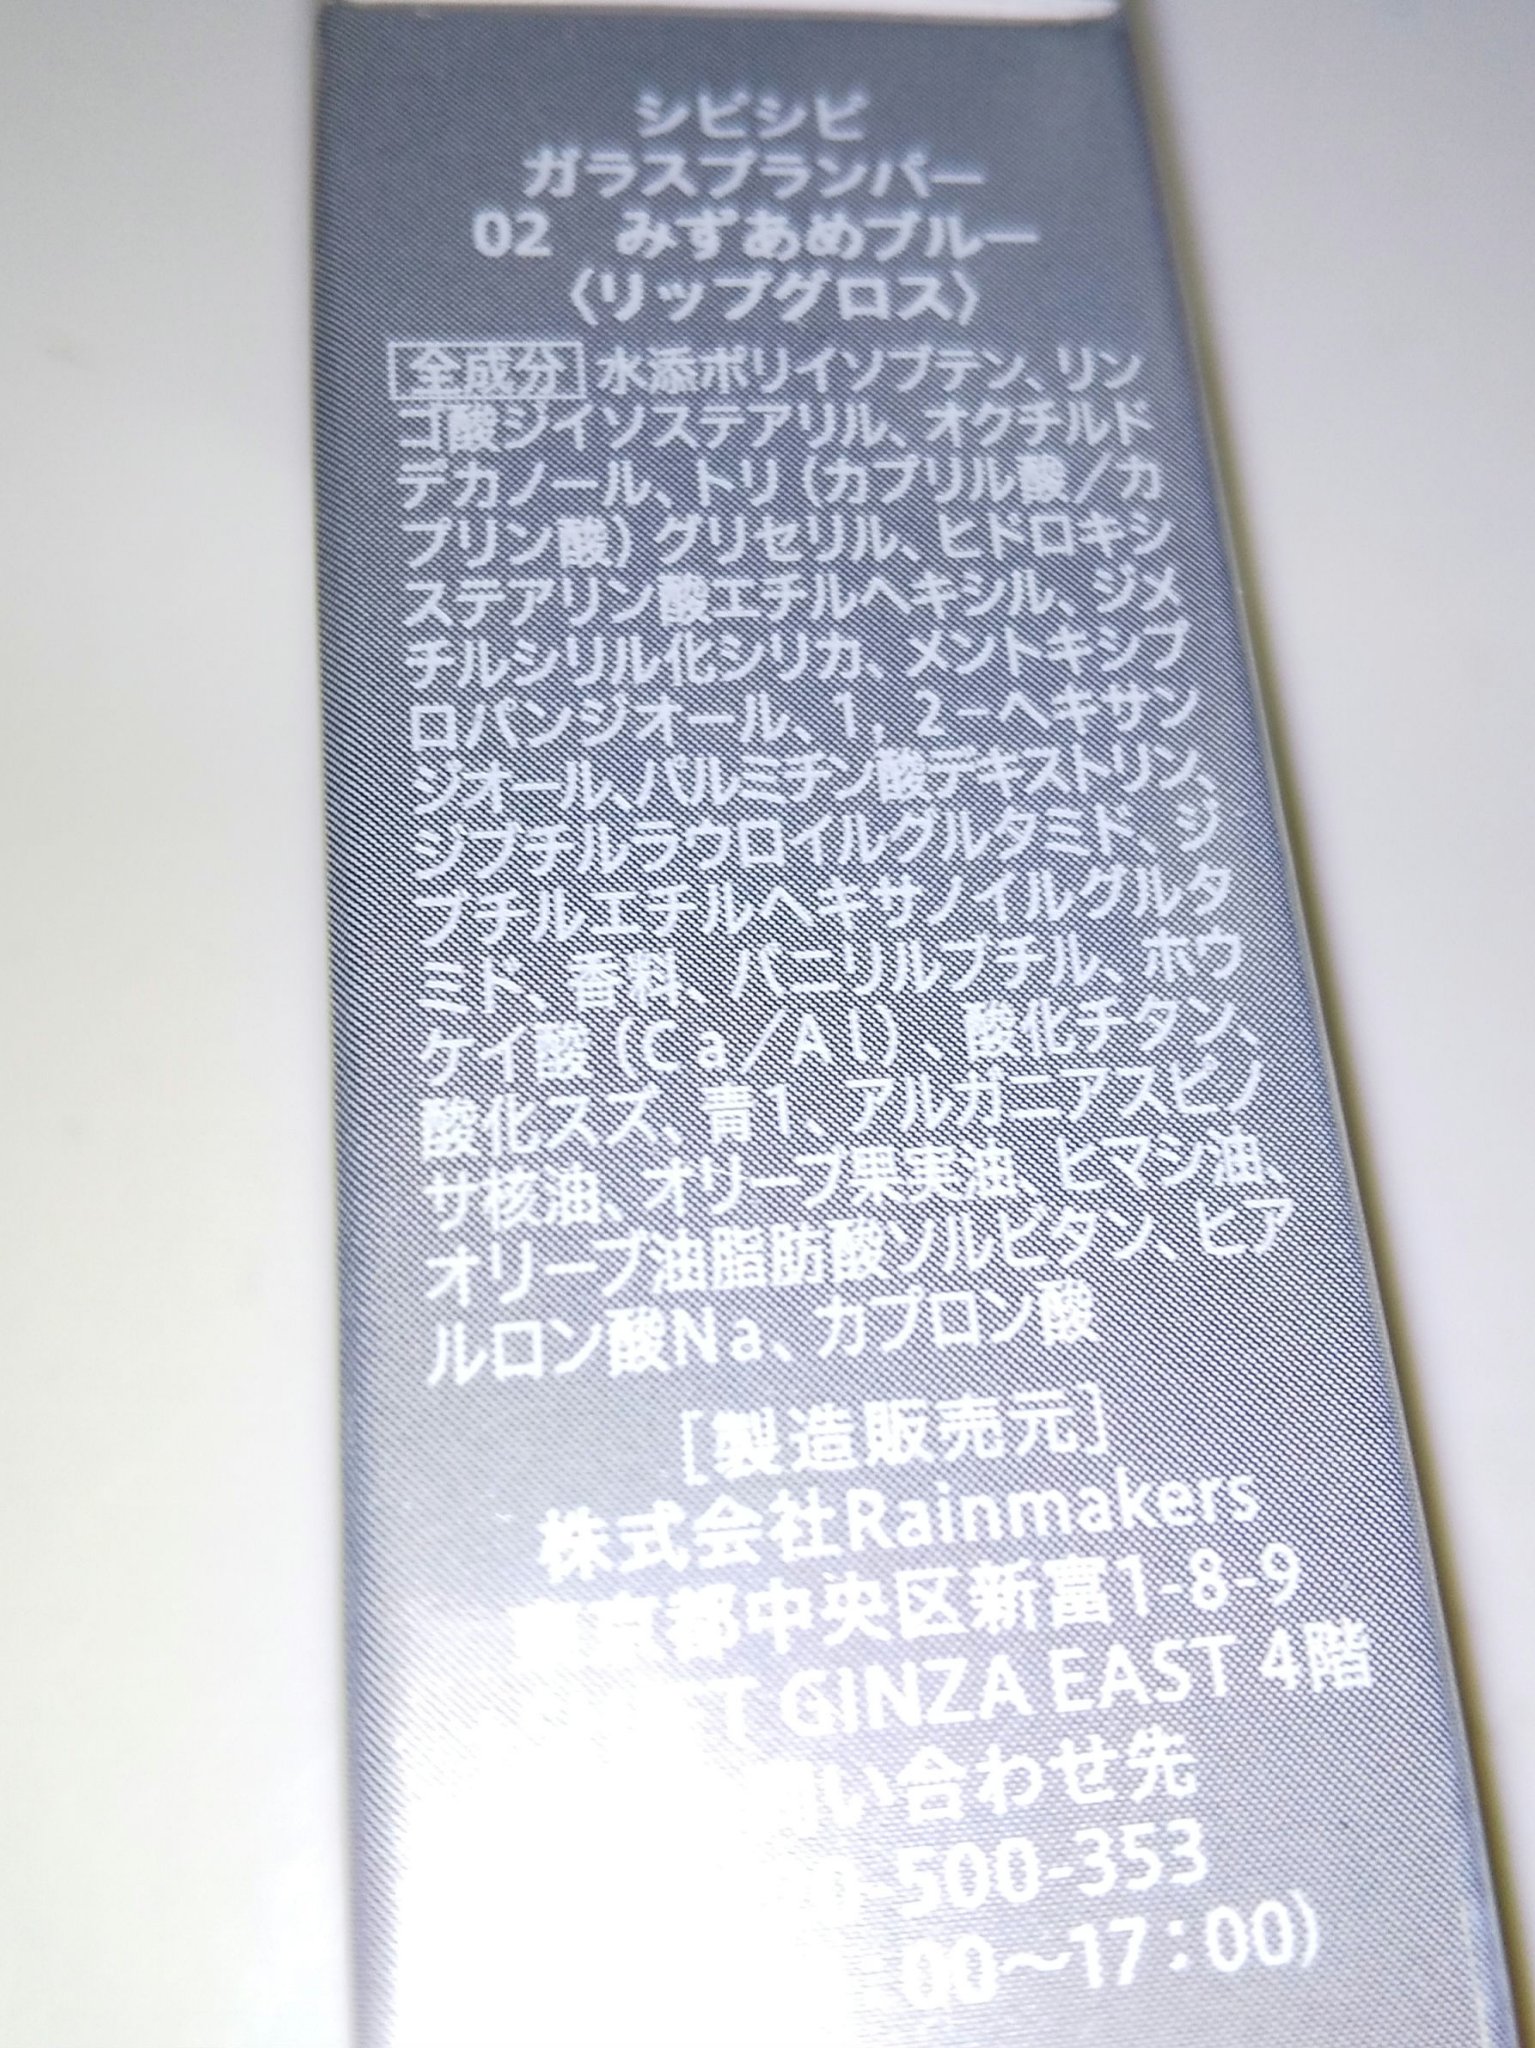 シピシピ
ガラスプランパー
02　みずあめブルー
〈リップグロス〉
全成分 水添ポリイソブテン、リン
ゴ酸ジイソステアリル、オクチルド
デカノール、トリ（カプリル酸／カ
プリン酸）グリセリル、ヒドロキシ
ステアリン酸エチルヘキシル、ジメ
チルシリル化シリカ、メントキシプ
ロパンジオール、1，2－ヘキサン
ジオール、パルミチン酸デキストリン、
ジブチルラウロイルグルタミド、ジ
ブチルエチルヘキサノイルグルタ
ミド、香料、バニリルブチル、ホウ
ケイ酸（Ca／Al）、酸化チタン、
酸化スズ、青1、アルガニアスピノ
サ核油、オリーブ果実油、ヒマシ油、
オリーブ油脂肪酸ソルビタン、ヒア
ルロン酸Na、カプロン酸
［製造販売元］
株式会社Rainmakers
東京都中央区新富1-8-9
GINZA EAST 4階
問い合わせ先
0-500-353
00～17：00）